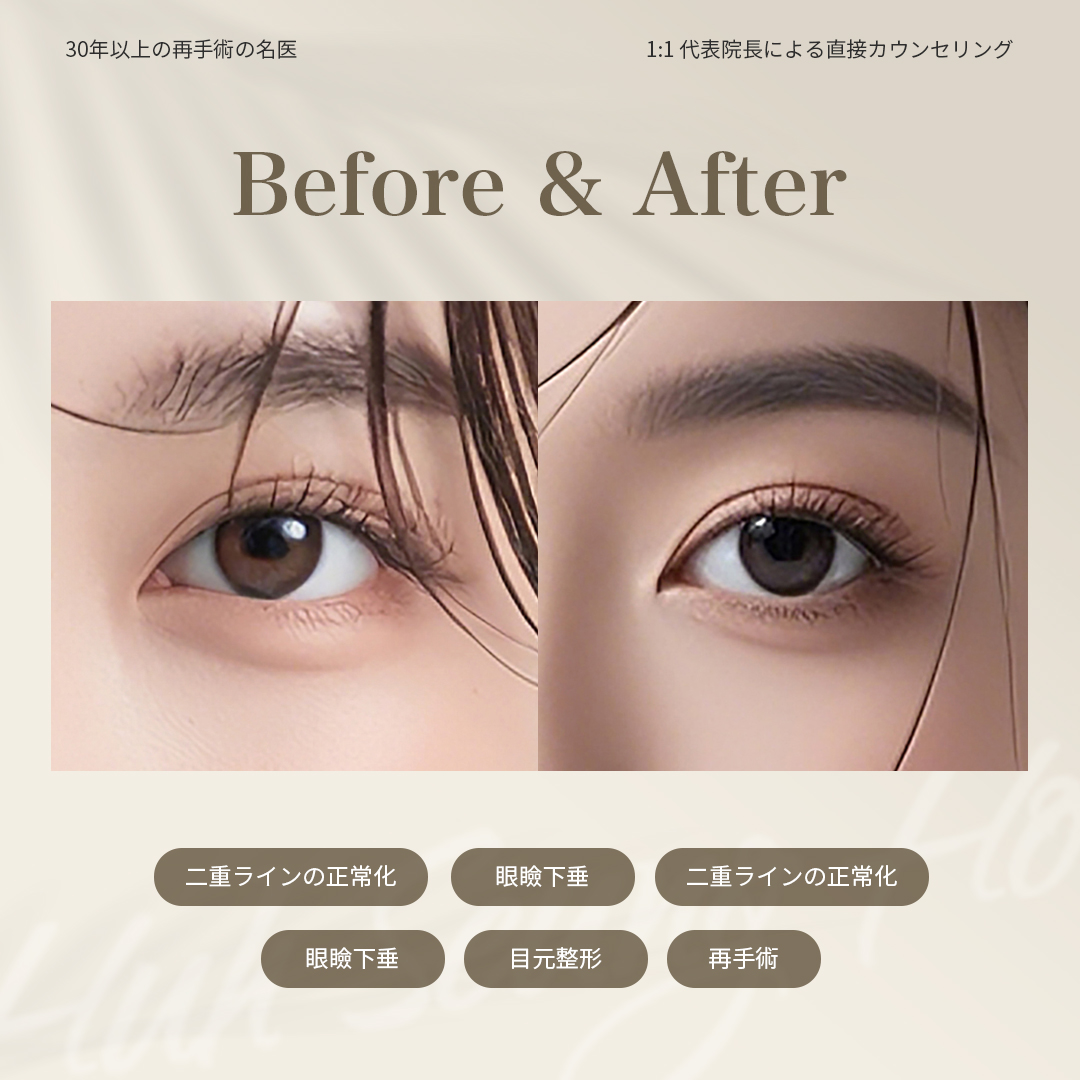 30年以上の再手術の名医
1:1 代表院長による直接カウンセリング
Before & After
二重ラインの正常化
眼瞼下垂
二重ラインの正常化
眼瞼下垂
目元整形
再手術